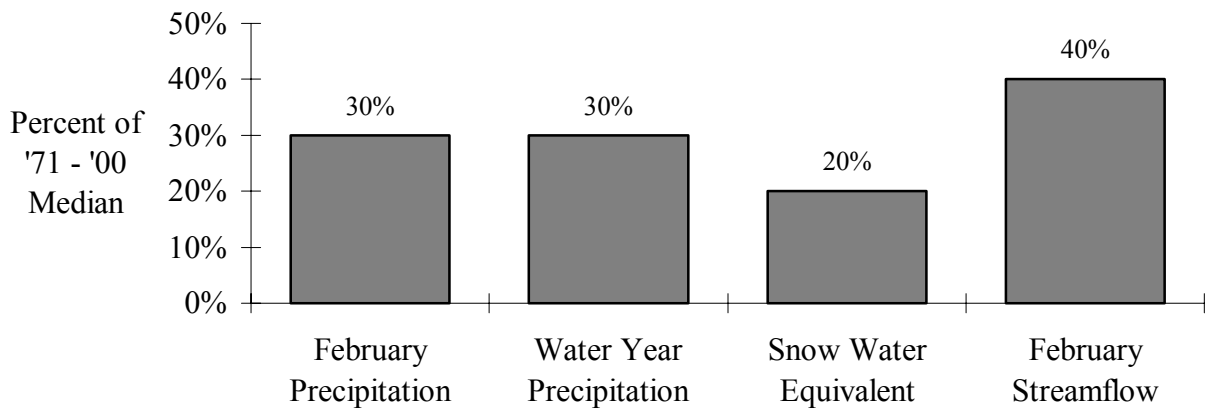 50%
40%
30%
20%
10%
0%
Percent of
'71 - '00
Median
30%
30%
20%
40%
February
Precipitation
Water Year
Precipitation
Snow Water
Equivalent
February
Streamflow